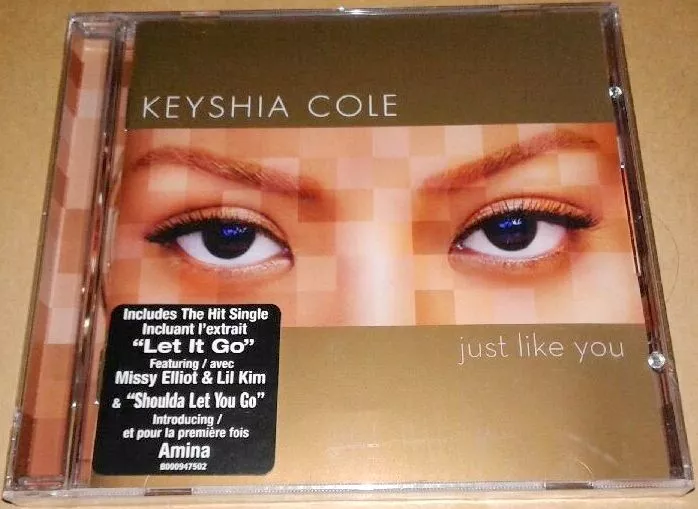 KEYSHIA COLE
just like you
Includes The Hit Single
Incluant l'extrait
"Let It Go"
Featuring / avec
Missy Elliot & Lil Kim
& "Shoulda Let You Go"
Introducing /
et pour la première fois
Amina
B000947502